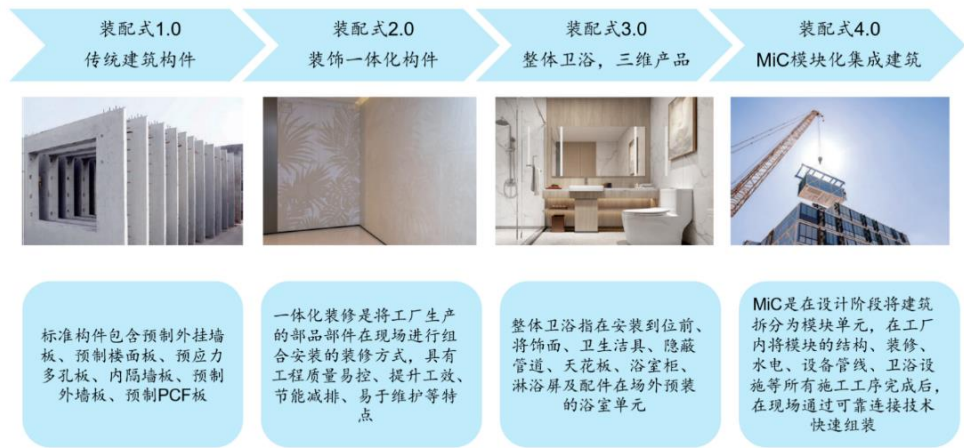 装配式1.0
传统建筑构件
装配式2.0
装饰一体化构件
装配式3.0
整体卫浴，三维产品
装配式4.0
MiC模块化集成建筑
标准构件包含预制外挂墙
板、预制楼面板、预应力
多孔板、内隔墙板、预制
外墙板、预制PCF板
一体化装修是将工厂生产
的部品部件在现场进行组
合安装的装修方式，具有
工程质量易控、提升工效、
节能减排、易于维护等特
点
整体卫浴指在安装到位前、
将饰面、卫生洁具、隐蔽
管道、天花板、浴室柜、
淋浴屏及配件在场外预装
的浴室单元
MiC是在设计阶段将建筑
拆分为模块单元，在工厂
内将模块的结构、装修、
水电、设备管线、卫浴设
施等所有施工工序完成后，
在现场通过可靠连接技术
快速组装